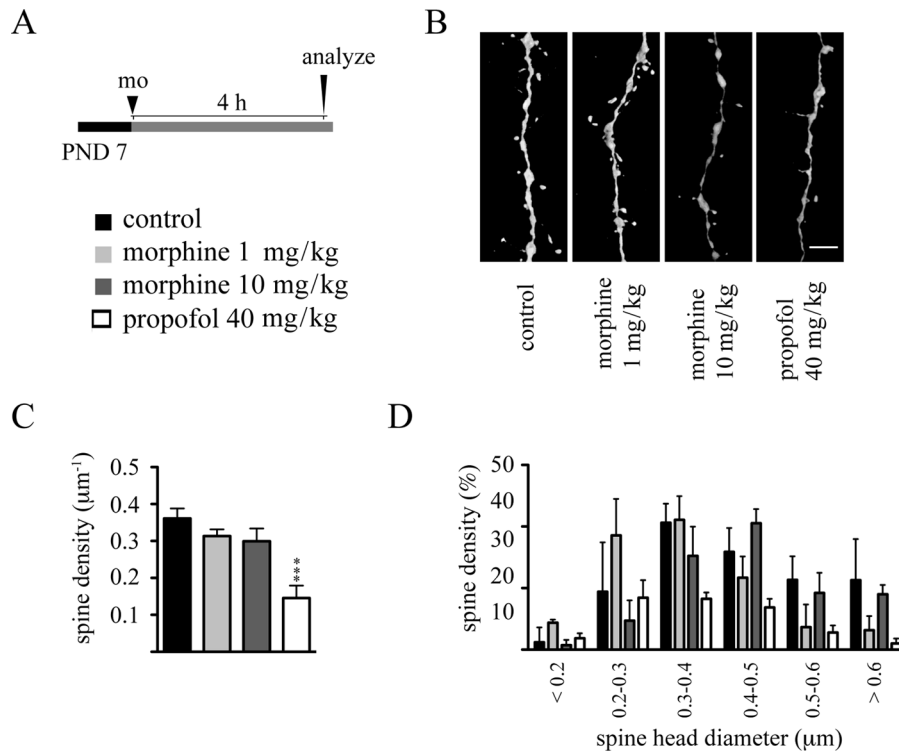 A
analyze
mo
4 h
PND 7
control
morphine 1 mg/kg
morphine 10 mg/kg
propofol 40 mg/kg
B
control
morphine
1 mg/kg
morphine
10 mg/kg
propofol
40 mg/kg
C
spine density (μm⁻¹)
0.5
0.4
0.3
0.2
0.1
***
D
spine density (%)
50
40
20
10
< 0.2
0.2-0.3
0.3-0.4
0.4-0.5
0.5-0.6
> 0.6
spine head diameter (μm)